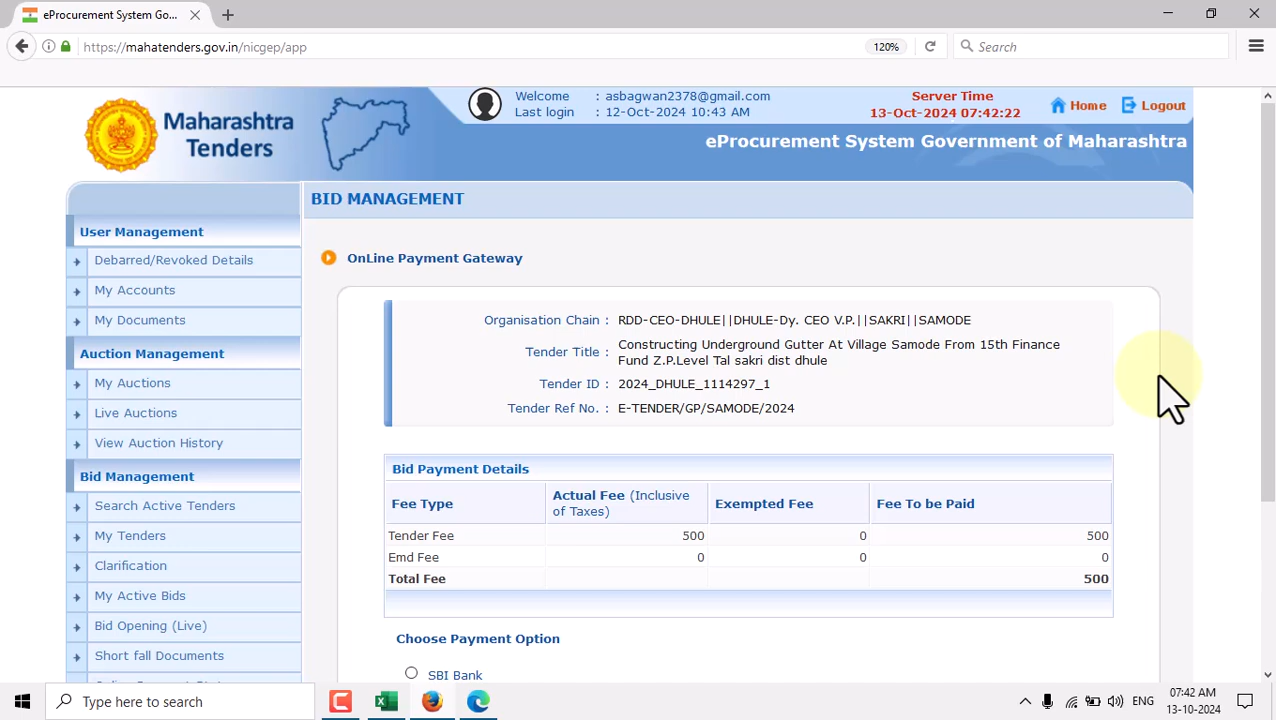 eProcurement System Go...
https://mahatenders.gov.in/nicgep/app
120%
Search
Maharashtra
Tenders
Welcome : asbagwan2378@gmail.com
Last login : 12-Oct-2024 10:43 AM
Server Time
13-Oct-2024 07:42:22
Home
Logout
eProcurement System Government of Maharashtra
BID MANAGEMENT
User Management
Debarred/Revoked Details
My Accounts
My Documents
Auction Management
My Auctions
Live Auctions
View Auction History
Bid Management
Search Active Tenders
My Tenders
Clarification
My Active Bids
Bid Opening (Live)
Short fall Documents
OnLine Payment Gateway
Organisation Chain : RDD-CEO-DHULE||DHULE-Dy. CEO V.P.||SAKRI||SAMODE
Tender Title : Constructing Underground Gutter At Village Samode From 15th Finance
Fund Z.P.Level Tal sakri dist dhule
Tender ID : 2024_DHULE_1114297_1
Tender Ref No. : E-TENDER/GP/SAMODE/2024
Bid Payment Details
Fee Type Actual Fee (Inclusive of Taxes) Exempted Fee Fee To be Paid
Tender Fee 500 0 500
Emd Fee 0 0 0
Total Fee 500
Choose Payment Option
SBI Bank
Type here to search
ENG
07:42 AM
13-10-2024